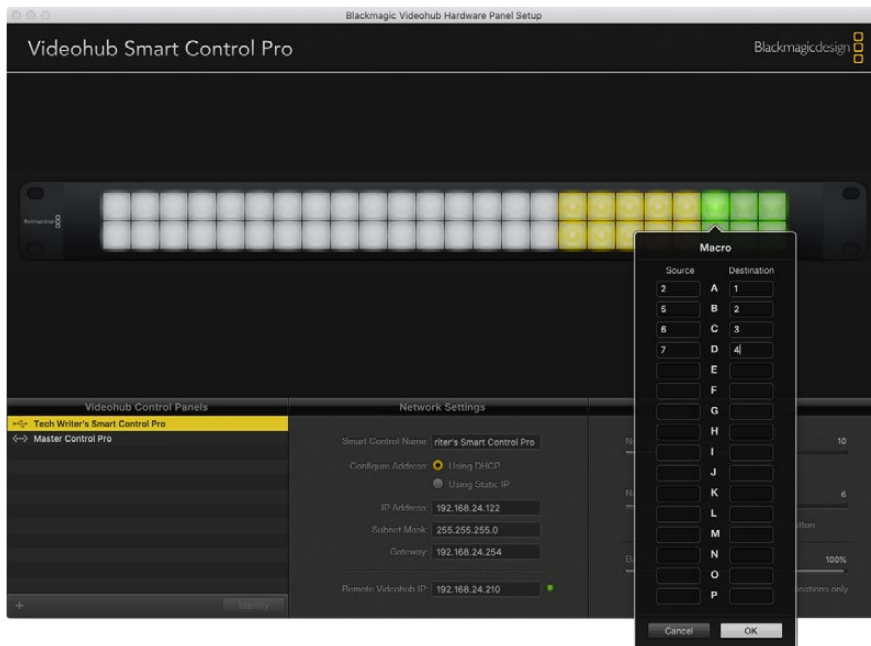 Blackmagic Videohub Hardware Panel Setup
Videohub Smart Control Pro
Blackmagicdesign
Macro
Source Destination
2 A 1
5 B 2
6 C 3
7 D 4
E
F
G
H
I
J
K
L
M
N
O
P
Cancel OK
Videohub Control Panels
Tech Writer's Smart Control Pro
Master Control Pro
Identify
Network Settings
Smart Control Name: riter's Smart Control Pro
Configure Address: Using DHCP
Using Static IP
IP Address: 192.168.24.122
Subnet Mask: 255.255.255.0
Gateway: 192.168.24.254
Remote Videohub IP: 192.168.24.210
10
6
100%
only